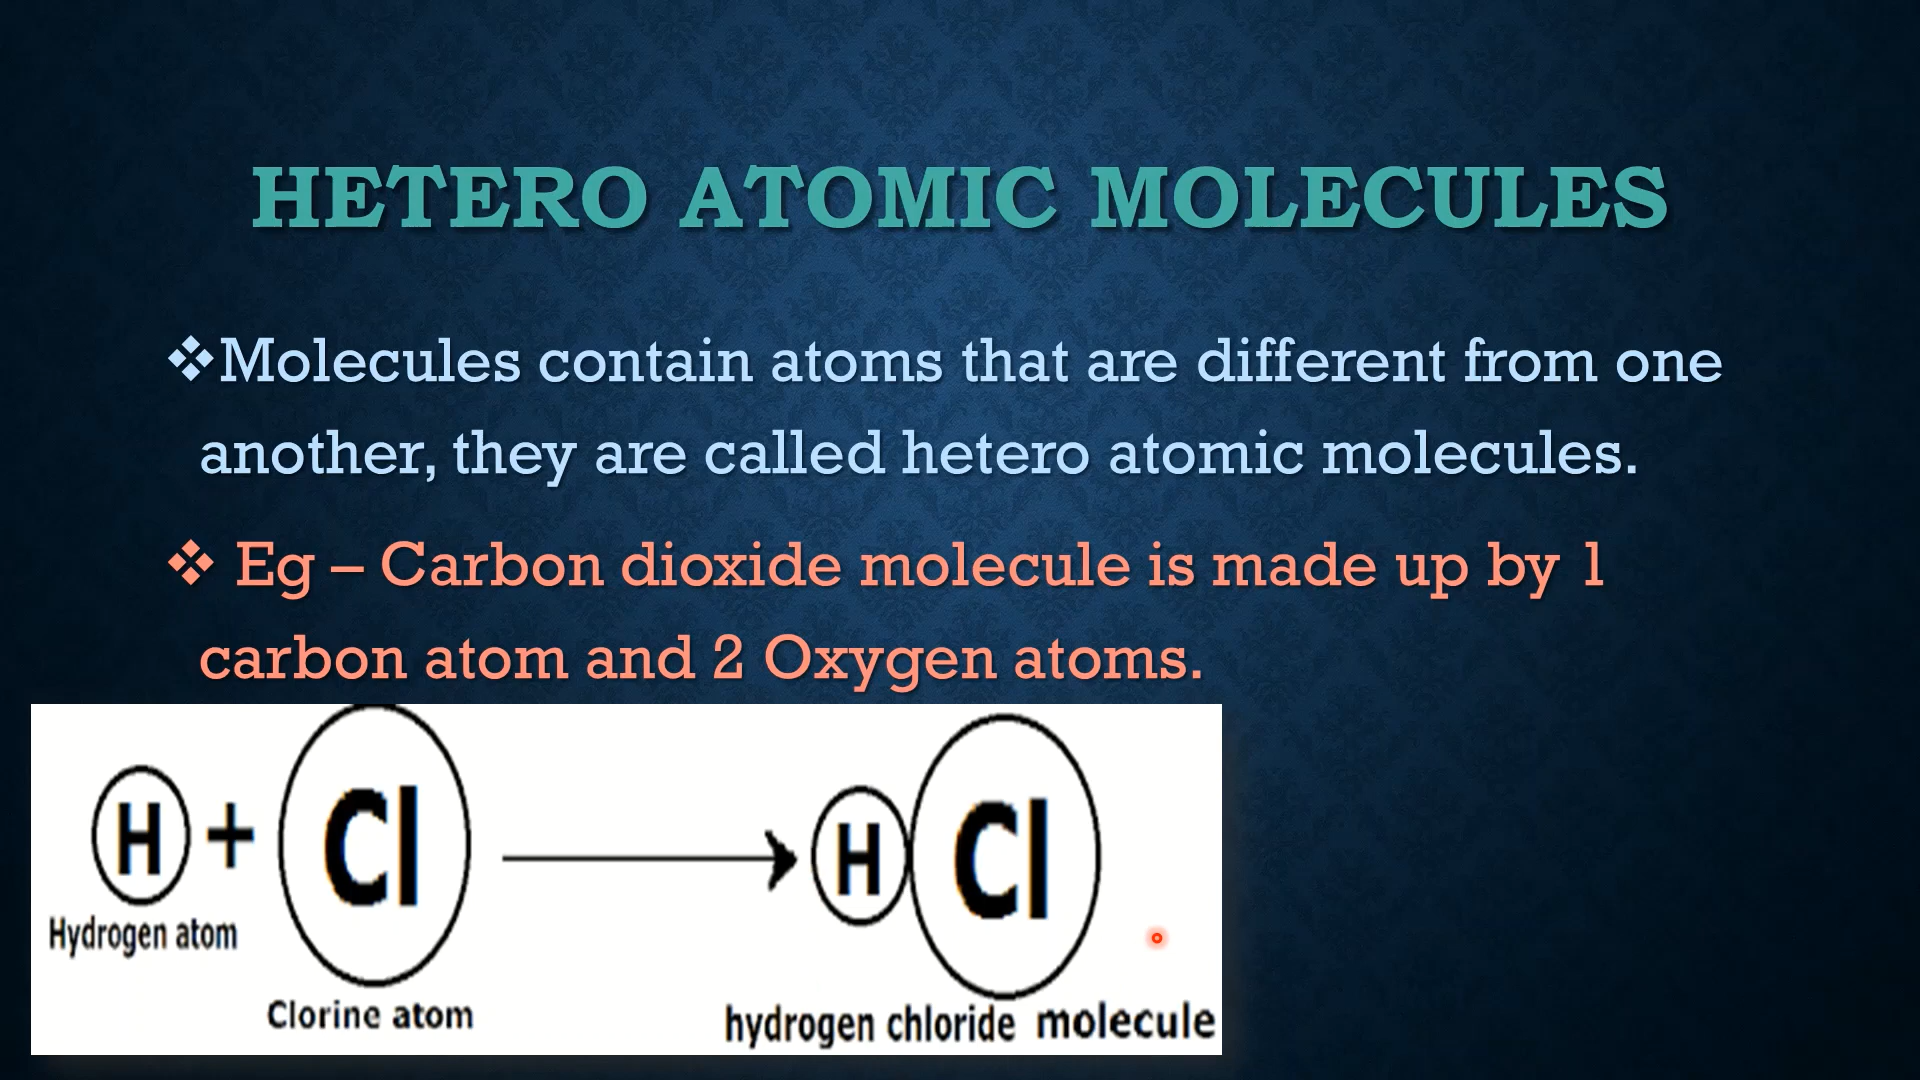 HETERO ATOMIC MOLECULES
❖Molecules contain atoms that are different from one
another, they are called hetero atomic molecules.
❖ Eg – Carbon dioxide molecule is made up by 1
carbon atom and 2 Oxygen atoms.
H + Cl → H Cl
Hydrogen atom
Clorine atom
hydrogen chloride molecule